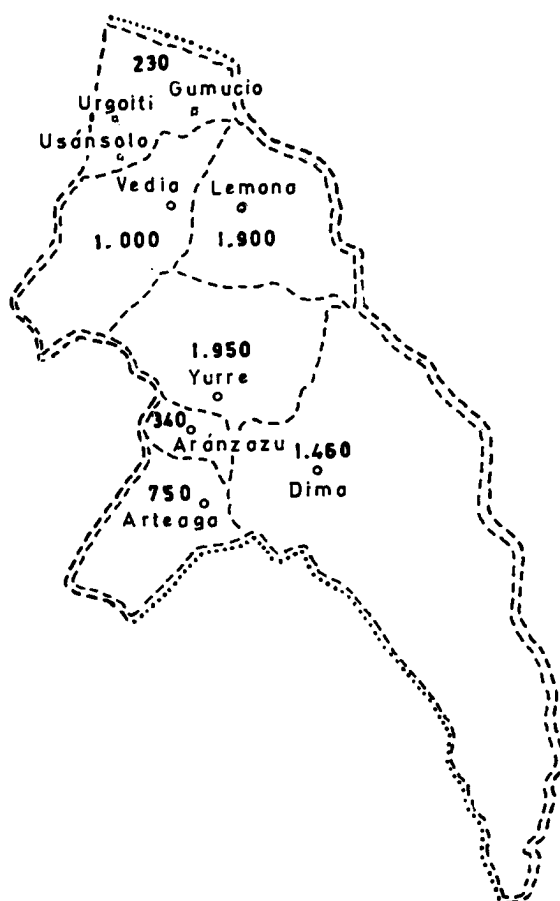 230
Gumucio
Urgoiti
Usánsolo
Vedia Lemona
1.000 1.900
1.950
Yurre
340
Aránzazu 1.460
750 Dima
Arteaga